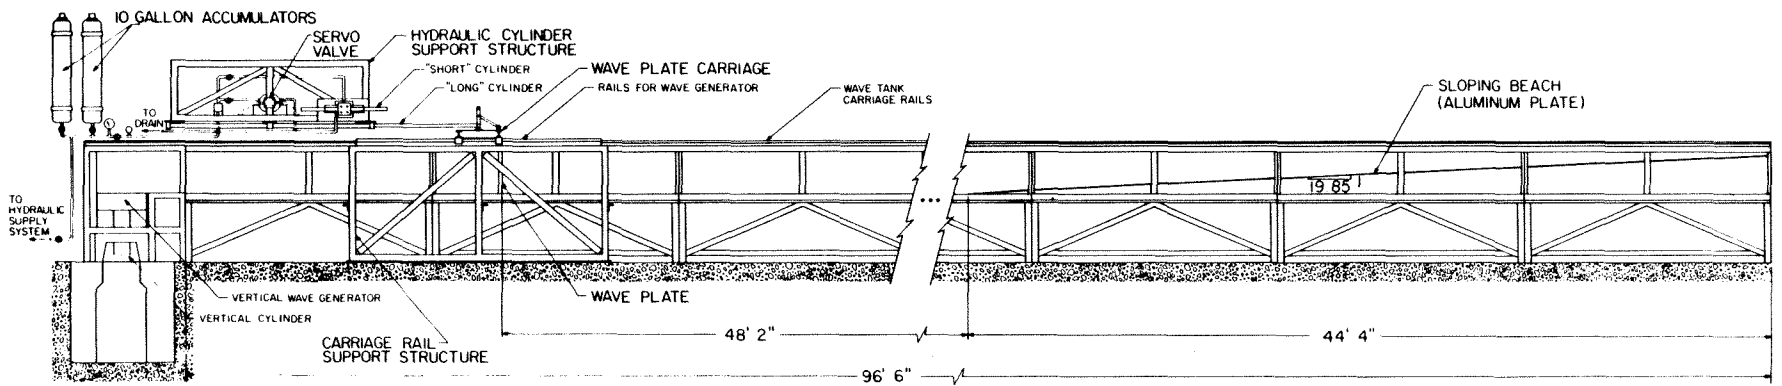 10 GALLON ACCUMULATORS
SERVO
VALVE
HYDRAULIC CYLINDER
SUPPORT STRUCTURE
"SHORT" CYLINDER
"LONG" CYLINDER
WAVE PLATE CARRIAGE
RAILS FOR WAVE GENERATOR
WAVE TANK
CARRIAGE RAILS
SLOPING BEACH
(ALUMINUM PLATE)
TO
DRAIN
19 85
1
TO
HYDRAULIC
SUPPLY
SYSTEM
VERTICAL WAVE GENERATOR
VERTICAL CYLINDER
WAVE PLATE
CARRIAGE RAIL
SUPPORT STRUCTURE
48' 2"
44' 4"
96' 6"